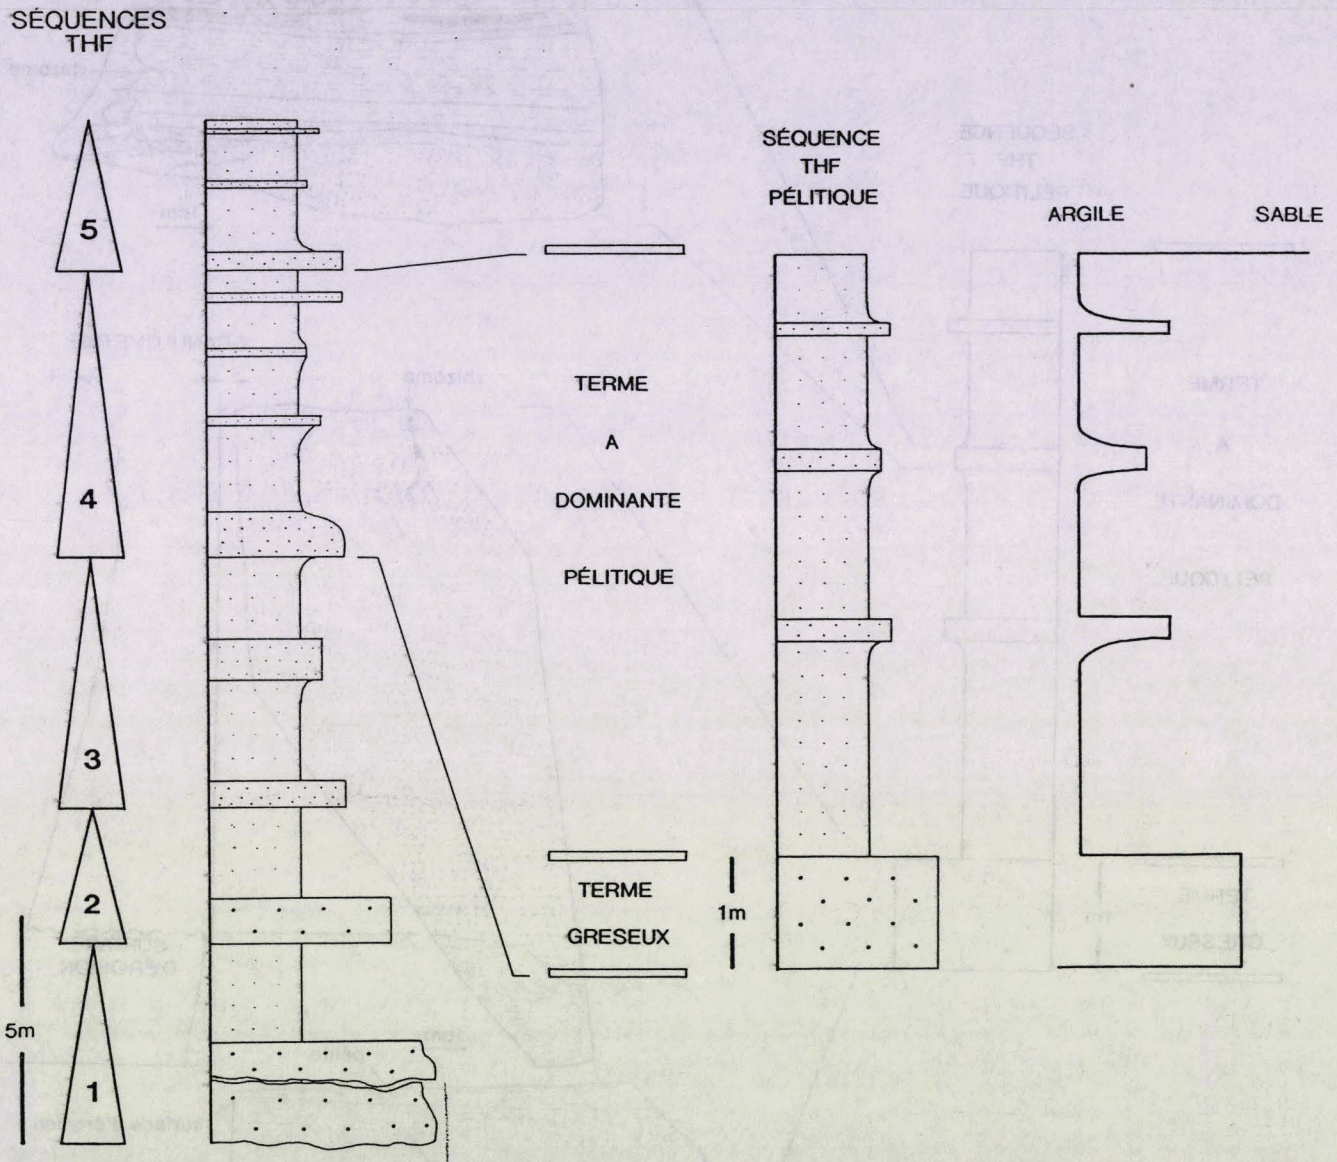 SÉQUENCES
THF
5
4
3
2
1
5m
TERME
A
DOMINANTE
PÉLITIQUE
TERME
GRESEUX
SÉQUENCE
THF
PÉLITIQUE
1m
ARGILE
SABLE